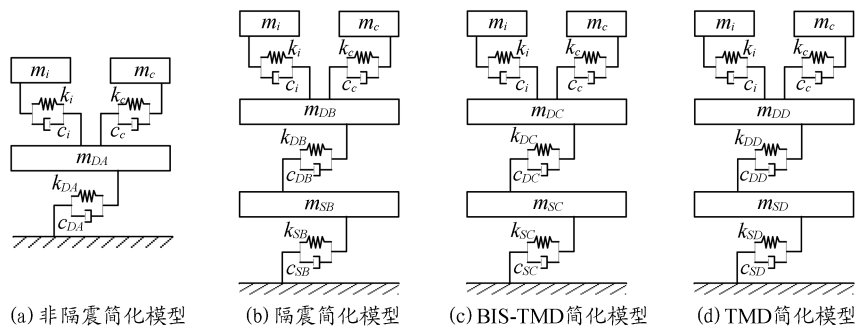 m_i m_c
k_i k_c
c_i c_c
m_DA
k_DA
c_DA
(a) 非隔震简化模型
m_i m_c
k_i k_c
c_i c_c
m_DB
k_DB
c_DB
m_SB
k_SB
c_SB
(b) 隔震简化模型
m_i m_c
k_i k_c
c_i c_c
m_DC
k_DC
c_DC
m_SC
k_SC
c_SC
(c) BIS-TMD简化模型
m_i m_c
k_i k_c
c_i c_c
m_DD
k_DD
c_DD
m_SD
k_SD
c_SD
(d) TMD简化模型